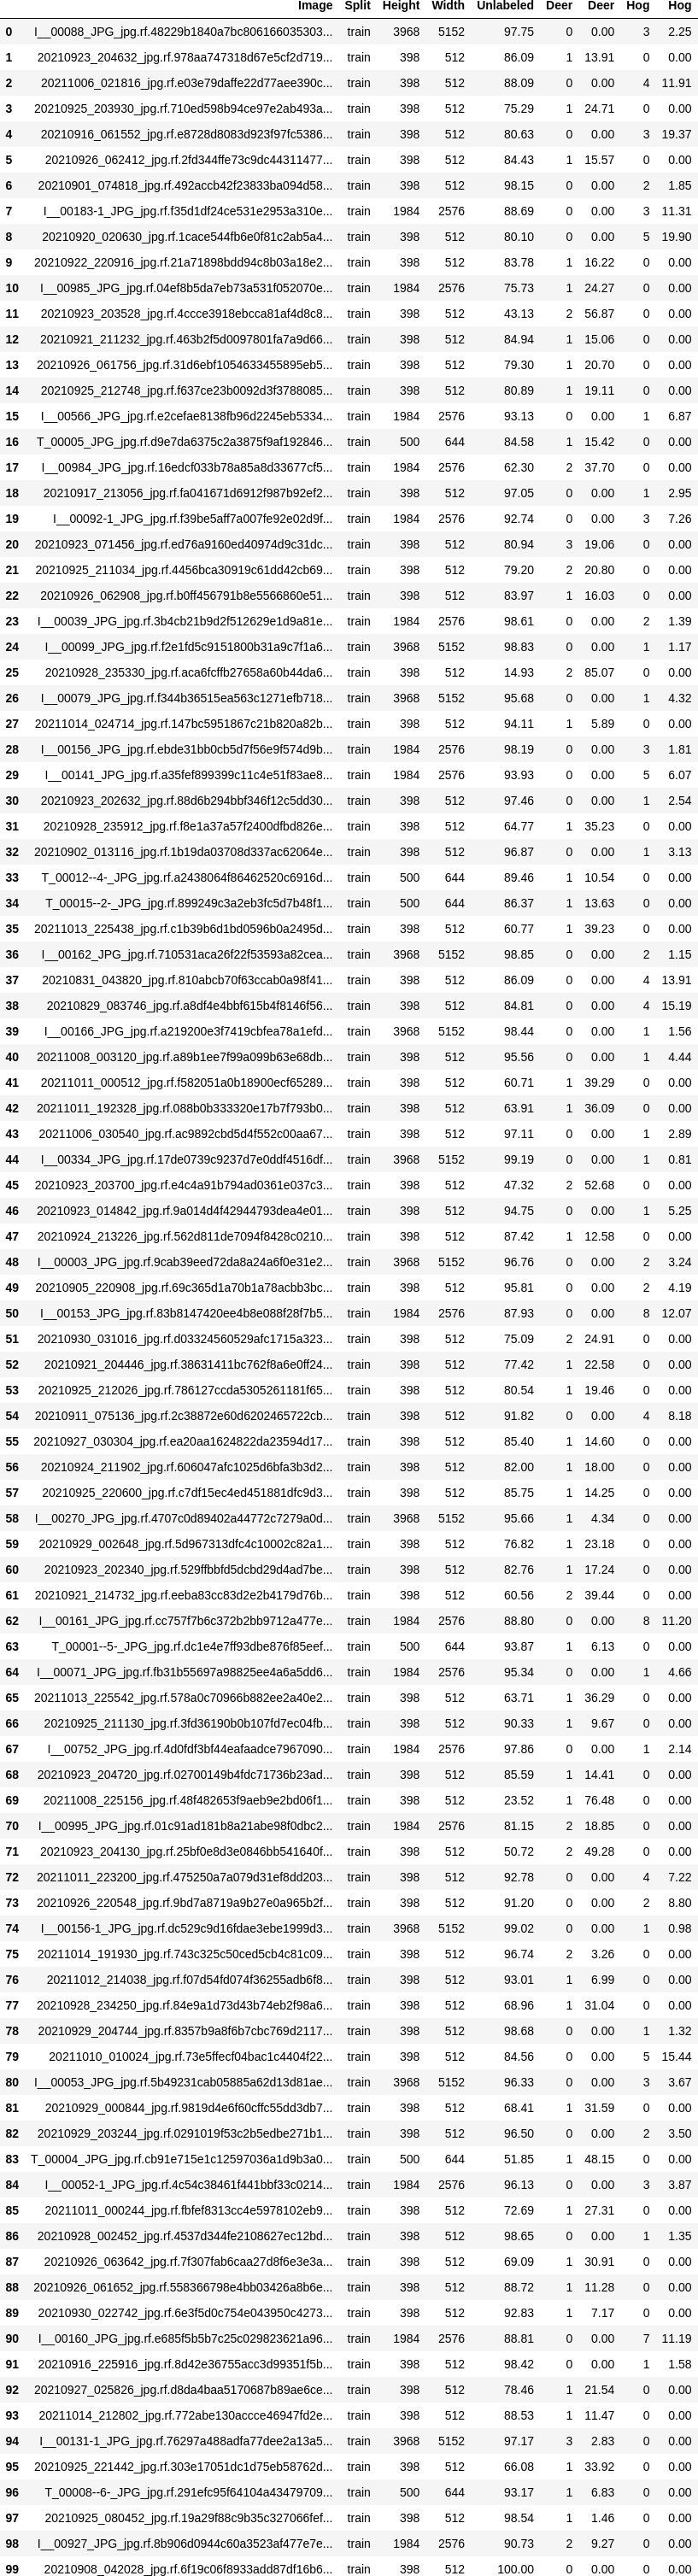 Image Split Height Width Unlabeled Deer Deer Hog Hog
0 I__00088_JPG_jpg.rf.48229b1840a7bc806166035303... train 3968 5152 97.75 0 0.00 3 2.25
1 20210923_204632_jpg.rf.978aa747318d67e5cf2d719... train 398 512 86.09 1 13.91 0 0.00
2 20211006_021816_jpg.rf.e03e79daffe22d77aee390c... train 398 512 88.09 0 0.00 4 11.91
3 20210925_203930_jpg.rf.710ed598b94ce97e2ab493a... train 398 512 75.29 1 24.71 0 0.00
4 20210916_061552_jpg.rf.e8728d8083d923f97fc5386... train 398 512 80.63 0 0.00 3 19.37
5 20210926_062412_jpg.rf.2fd344ffe73c9dc44311477... train 398 512 84.43 1 15.57 0 0.00
6 20210901_074818_jpg.rf.492accb42f23833ba094d58... train 398 512 98.15 0 0.00 2 1.85
7 I__00183-1_JPG_jpg.rf.f35d1df24ce531e2953a310e... train 1984 2576 88.69 0 0.00 3 11.31
8 20210920_020630_jpg.rf.1cace544fb6e0f81c2ab5a4... train 398 512 80.10 0 0.00 5 19.90
9 20210922_220916_jpg.rf.21a71898bdd94c8b03a18e2... train 398 512 83.78 1 16.22 0 0.00
10 I__00985_JPG_jpg.rf.04ef8b5da7eb73a531f052070e... train 1984 2576 75.73 1 24.27 0 0.00
11 20210923_203528_jpg.rf.4ccce3918ebcca81af4d8c8... train 398 512 43.13 2 56.87 0 0.00
12 20210921_211232_jpg.rf.463b2f5d0097801fa7a9d66... train 398 512 84.94 1 15.06 0 0.00
13 20210926_061756_jpg.rf.31d6ebf1054633455895eb5... train 398 512 79.30 1 20.70 0 0.00
14 20210925_212748_jpg.rf.f637ce23b0092d3f3788085... train 398 512 80.89 1 19.11 0 0.00
15 I__00566_JPG_jpg.rf.e2cefae8138fb96d2245eb5334... train 1984 2576 93.13 0 0.00 1 6.87
16 T_00005_JPG_jpg.rf.d9e7da6375c2a3875f9af192846... train 500 644 84.58 1 15.42 0 0.00
17 I__00984_JPG_jpg.rf.16edcf033b78a85a8d33677cf5... train 1984 2576 62.30 2 37.70 0 0.00
18 20210917_213056_jpg.rf.fa041671d6912f987b92ef2... train 398 512 97.05 0 0.00 1 2.95
19 I__00092-1_JPG_jpg.rf.f39be5aff7a007fe92e02d9f... train 1984 2576 92.74 0 0.00 3 7.26
20 20210923_071456_jpg.rf.ed76a9160ed40974d9c31dc... train 398 512 80.94 3 19.06 0 0.00
21 20210925_211034_jpg.rf.4456bca30919c61dd42cb69... train 398 512 79.20 2 20.80 0 0.00
22 20210926_062908_jpg.rf.b0ff456791b8e5566860e51... train 398 512 83.97 1 16.03 0 0.00
23 I__00039_JPG_jpg.rf.3b4cb21b9d2f512629e1d9a81e... train 1984 2576 98.61 0 0.00 2 1.39
24 I__00099_JPG_jpg.rf.f2e1fd5c9151800b31a9c7f1a6... train 3968 5152 98.83 0 0.00 1 1.17
25 20210928_235330_jpg.rf.aca6fcffb27658a60b44da6... train 398 512 14.93 2 85.07 0 0.00
26 I__00079_JPG_jpg.rf.f344b36515ea563c1271efb718... train 3968 5152 95.68 0 0.00 1 4.32
27 20211014_024714_jpg.rf.147bc5951867c21b820a82b... train 398 512 94.11 1 5.89 0 0.00
28 I__00156_JPG_jpg.rf.ebde31bb0cb5d7f56e9f574d9b... train 1984 2576 98.19 0 0.00 3 1.81
29 I__00141_JPG_jpg.rf.a35fef899399c11c4e51f83ae8... train 1984 2576 93.93 0 0.00 5 6.07
30 20210923_202632_jpg.rf.88d6b294bbf346f12c5dd30... train 398 512 97.46 0 0.00 1 2.54
31 20210928_235912_jpg.rf.f8e1a37a57f2400dfbd826e... train 398 512 64.77 1 35.23 0 0.00
32 20210902_013116_jpg.rf.1b19da03708d337ac62064e... train 398 512 96.87 0 0.00 1 3.13
33 T_00012--4-_JPG_jpg.rf.a2438064f86462520c6916d... train 500 644 89.46 1 10.54 0 0.00
34 T_00015--2-_JPG_jpg.rf.899249c3a2eb3fc5d7b48f1... train 500 644 86.37 1 13.63 0 0.00
35 20211013_225438_jpg.rf.c1b39b6d1bd0596b0a2495d... train 398 512 60.77 1 39.23 0 0.00
36 I__00162_JPG_jpg.rf.710531aca26f22f53593a82cea... train 3968 5152 98.85 0 0.00 2 1.15
37 20210831_043820_jpg.rf.810abcb70f63ccab0a98f41... train 398 512 86.09 0 0.00 4 13.91
38 20210829_083746_jpg.rf.a8df4e4bbf615b4f8146f56... train 398 512 84.81 0 0.00 4 15.19
39 I__00166_JPG_jpg.rf.a219200e3f7419cbfea78a1efd... train 3968 5152 98.44 0 0.00 1 1.56
40 20211008_003120_jpg.rf.a89b1ee7f99a099b63e68db... train 398 512 95.56 0 0.00 1 4.44
41 20211011_000512_jpg.rf.f582051a0b18900ecf65289... train 398 512 60.71 1 39.29 0 0.00
42 20211011_192328_jpg.rf.088b0b333320e17b7f793b0... train 398 512 63.91 1 36.09 0 0.00
43 20211006_030540_jpg.rf.ac9892cbd5d4f552c00aa67... train 398 512 97.11 0 0.00 1 2.89
44 I__00334_JPG_jpg.rf.17de0739c9237d7e0ddf4516df... train 3968 5152 99.19 0 0.00 1 0.81
45 20210923_203700_jpg.rf.e4c4a91b794ad0361e037c3... train 398 512 47.32 2 52.68 0 0.00
46 20210923_014842_jpg.rf.9a014d4f42944793dea4e01... train 398 512 94.75 0 0.00 1 5.25
47 20210924_213226_jpg.rf.562d811de7094f8428c0210... train 398 512 87.42 1 12.58 0 0.00
48 I__00003_JPG_jpg.rf.9cab39eed72da8a24a6f0e31e2... train 3968 5152 96.76 0 0.00 2 3.24
49 20210905_220908_jpg.rf.69c365d1a70b1a78acbb3bc... train 398 512 95.81 0 0.00 2 4.19
50 I__00153_JPG_jpg.rf.83b8147420ee4b8e088f28f7b5... train 1984 2576 87.93 0 0.00 8 12.07
51 20210930_031016_jpg.rf.d03324560529afc1715a323... train 398 512 75.09 2 24.91 0 0.00
52 20210921_204446_jpg.rf.38631411bc762f8a6e0ff24... train 398 512 77.42 1 22.58 0 0.00
53 20210925_212026_jpg.rf.786127ccda5305261181f65... train 398 512 80.54 1 19.46 0 0.00
54 20210911_075136_jpg.rf.2c38872e60d6202465722cb... train 398 512 91.82 0 0.00 4 8.18
55 20210927_030304_jpg.rf.ea20aa1624822da23594d17... train 398 512 85.40 1 14.60 0 0.00
56 20210924_211902_jpg.rf.606047afc1025d6bfa3b3d2... train 398 512 82.00 1 18.00 0 0.00
57 20210925_220600_jpg.rf.c7df15ec4ed451881dfc9d3... train 398 512 85.75 1 14.25 0 0.00
58 I__00270_JPG_jpg.rf.4707c0d89402a44772c7279a0d... train 3968 5152 95.66 1 4.34 0 0.00
59 20210929_002648_jpg.rf.5d967313dfc4c10002c82a1... train 398 512 76.82 1 23.18 0 0.00
60 20210923_202340_jpg.rf.529ffbbfd5dcbd29d4ad7be... train 398 512 82.76 1 17.24 0 0.00
61 20210921_214732_jpg.rf.eeba83cc83d2e2b4179d76b... train 398 512 60.56 2 39.44 0 0.00
62 I__00161_JPG_jpg.rf.cc757f7b6c372b2bb9712a477e... train 1984 2576 88.80 0 0.00 8 11.20
63 T_00001--5-_JPG_jpg.rf.dc1e4e7ff93dbe876f85eef... train 500 644 93.87 1 6.13 0 0.00
64 I__00071_JPG_jpg.rf.fb31b55697a98825ee4a6a5dd6... train 1984 2576 95.34 0 0.00 1 4.66
65 20211013_225542_jpg.rf.578a0c70966b882ee2a40e2... train 398 512 63.71 1 36.29 0 0.00
66 20210925_211130_jpg.rf.3fd36190b0b107fd7ec04fb... train 398 512 90.33 1 9.67 0 0.00
67 I__00752_JPG_jpg.rf.4d0fdf3bf44eafaadce7967090... train 1984 2576 97.86 0 0.00 1 2.14
68 20210923_204720_jpg.rf.02700149b4fdc71736b23ad... train 398 512 85.59 1 14.41 0 0.00
69 20211008_225156_jpg.rf.48f482653f9aeb9e2bd06f1... train 398 512 23.52 1 76.48 0 0.00
70 I__00995_JPG_jpg.rf.01c91ad181b8a21abe98f0dbc2... train 1984 2576 81.15 2 18.85 0 0.00
71 20210923_204130_jpg.rf.25bf0e8d3e0846bb541640f... train 398 512 50.72 2 49.28 0 0.00
72 20211011_223200_jpg.rf.475250a7a079d31ef8dd203... train 398 512 92.78 0 0.00 4 7.22
73 20210926_220548_jpg.rf.9bd7a8719a9b27e0a965b2f... train 398 512 91.20 0 0.00 2 8.80
74 I__00156-1_JPG_jpg.rf.dc529c9d16fdae3ebe1999d3... train 3968 5152 99.02 0 0.00 1 0.98
75 20211014_191930_jpg.rf.743c325c50ced5cb4c81c09... train 398 512 96.74 2 3.26 0 0.00
76 20211012_214038_jpg.rf.f07d54fd074f36255adb6f8... train 398 512 93.01 1 6.99 0 0.00
77 20210928_234250_jpg.rf.84e9a1d73d43b74eb2f98a6... train 398 512 68.96 1 31.04 0 0.00
78 20210929_204744_jpg.rf.8357b9a8f6b7cbc769d2117... train 398 512 98.68 0 0.00 1 1.32
79 20211010_010024_jpg.rf.73e5ffecf04bac1c4404f22... train 398 512 84.56 0 0.00 5 15.44
80 I__00053_JPG_jpg.rf.5b49231cab05885a62d13d81ae... train 3968 5152 96.33 0 0.00 3 3.67
81 20210929_000844_jpg.rf.9819d4e6f60cffc55dd3db7... train 398 512 68.41 1 31.59 0 0.00
82 20210929_203244_jpg.rf.0291019f53c2b5edbe271b1... train 398 512 96.50 0 0.00 2 3.50
83 T_00004_JPG_jpg.rf.cb91e715e1c12597036a1d9b3a0... train 500 644 51.85 1 48.15 0 0.00
84 I__00052-1_JPG_jpg.rf.4c54c38461f441bbf33c0214... train 1984 2576 96.13 0 0.00 3 3.87
85 20211011_000244_jpg.rf.fbfef8313cc4e5978102eb9... train 398 512 72.69 1 27.31 0 0.00
86 20210928_002452_jpg.rf.4537d344fe2108627ec12bd... train 398 512 98.65 0 0.00 1 1.35
87 20210926_063642_jpg.rf.7f307fab6caa27d8f6e3e3a... train 398 512 69.09 1 30.91 0 0.00
88 20210926_061652_jpg.rf.558366798e4bb03426a8b6e... train 398 512 88.72 1 11.28 0 0.00
89 20210930_022742_jpg.rf.6e3f5d0c754e043950c4273... train 398 512 92.83 1 7.17 0 0.00
90 I__00160_JPG_jpg.rf.e685f5b5b7c25c029823621a96... train 1984 2576 88.81 0 0.00 7 11.19
91 20210916_225916_jpg.rf.8d42e36755acc3d99351f5b... train 398 512 98.42 0 0.00 1 1.58
92 20210927_025826_jpg.rf.d8da4baa5170687b89ae6ce... train 398 512 78.46 1 21.54 0 0.00
93 20211014_212802_jpg.rf.772abe130accce46947fd2e... train 398 512 88.53 1 11.47 0 0.00
94 I__00131-1_JPG_jpg.rf.76297a488adfa77dee2a13a5... train 3968 5152 97.17 3 2.83 0 0.00
95 20210925_221442_jpg.rf.303e17051dc1d75eb58762d... train 398 512 66.08 1 33.92 0 0.00
96 T_00008--6-_JPG_jpg.rf.291efc95f64104a43479709... train 500 644 93.17 1 6.83 0 0.00
97 20210925_080452_jpg.rf.19a29f88c9b35c327066fef... train 398 512 98.54 1 1.46 0 0.00
98 I__00927_JPG_jpg.rf.8b906d0944c60a3523af477e7e... train 1984 2576 90.73 2 9.27 0 0.00
99 20210908_042028_jpg.rf.6f19c06f8933add87df16b6... train 398 512 100.00 0 0.00 0 0.00